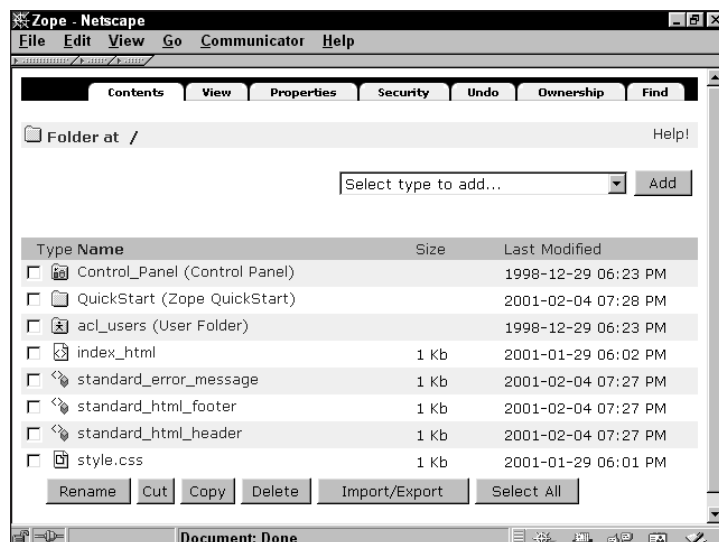 Zope - Netscape
File Edit View Go Communicator Help
Contents View Properties Security Undo Ownership Find
Folder at / Help!
Select type to add... Add
Type Name Size Last Modified
Control_Panel (Control Panel) 1998-12-29 06:23 PM
QuickStart (Zope QuickStart) 2001-02-04 07:28 PM
acl_users (User Folder) 1998-12-29 06:23 PM
index_html 1 Kb 2001-01-29 06:02 PM
standard_error_message 1 Kb 2001-02-04 07:27 PM
standard_html_footer 1 Kb 2001-02-04 07:27 PM
standard_html_header 1 Kb 2001-02-04 07:27 PM
style.css 1 Kb 2001-01-29 06:01 PM
Rename Cut Copy Delete Import/Export Select All
Document: Done